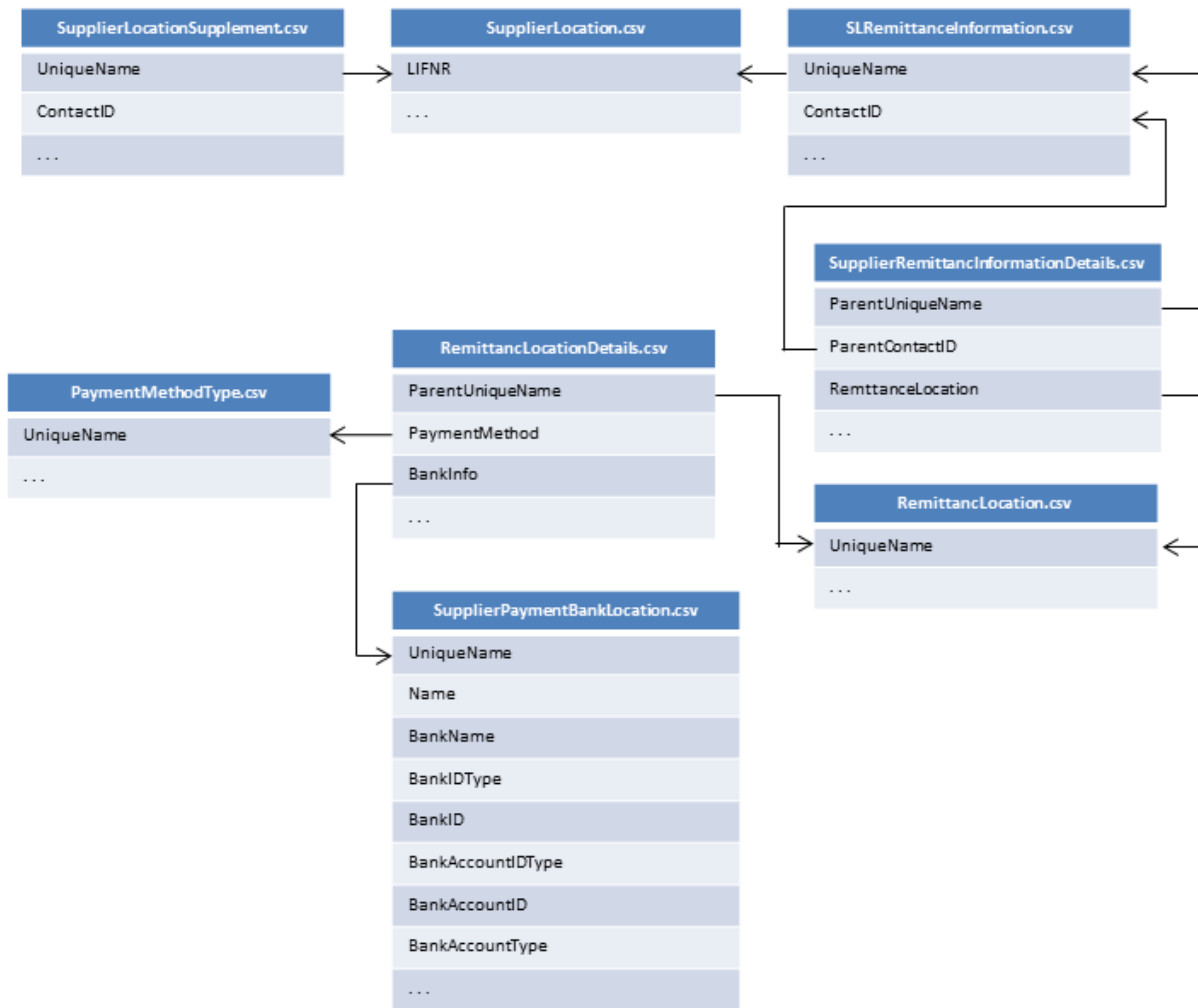 SupplierLocationSupplement.csv
UniqueName
ContactID
...
SupplierLocation.csv
LIFNR
...
SLRemittanceInformation.csv
UniqueName
ContactID
...
SupplierRemittancInformationDetails.csv
ParentUniqueName
ParentContactID
RemttanceLocation
...
RemittancLocationDetails.csv
ParentUniqueName
PaymentMethod
BankInfo
...
PaymentMethodType.csv
UniqueName
...
RemittancLocation.csv
UniqueName
...
SupplierPaymentBankLocation.csv
UniqueName
Name
BankName
BankIDType
BankID
BankAccountIDType
BankAccountID
BankAccountType
...